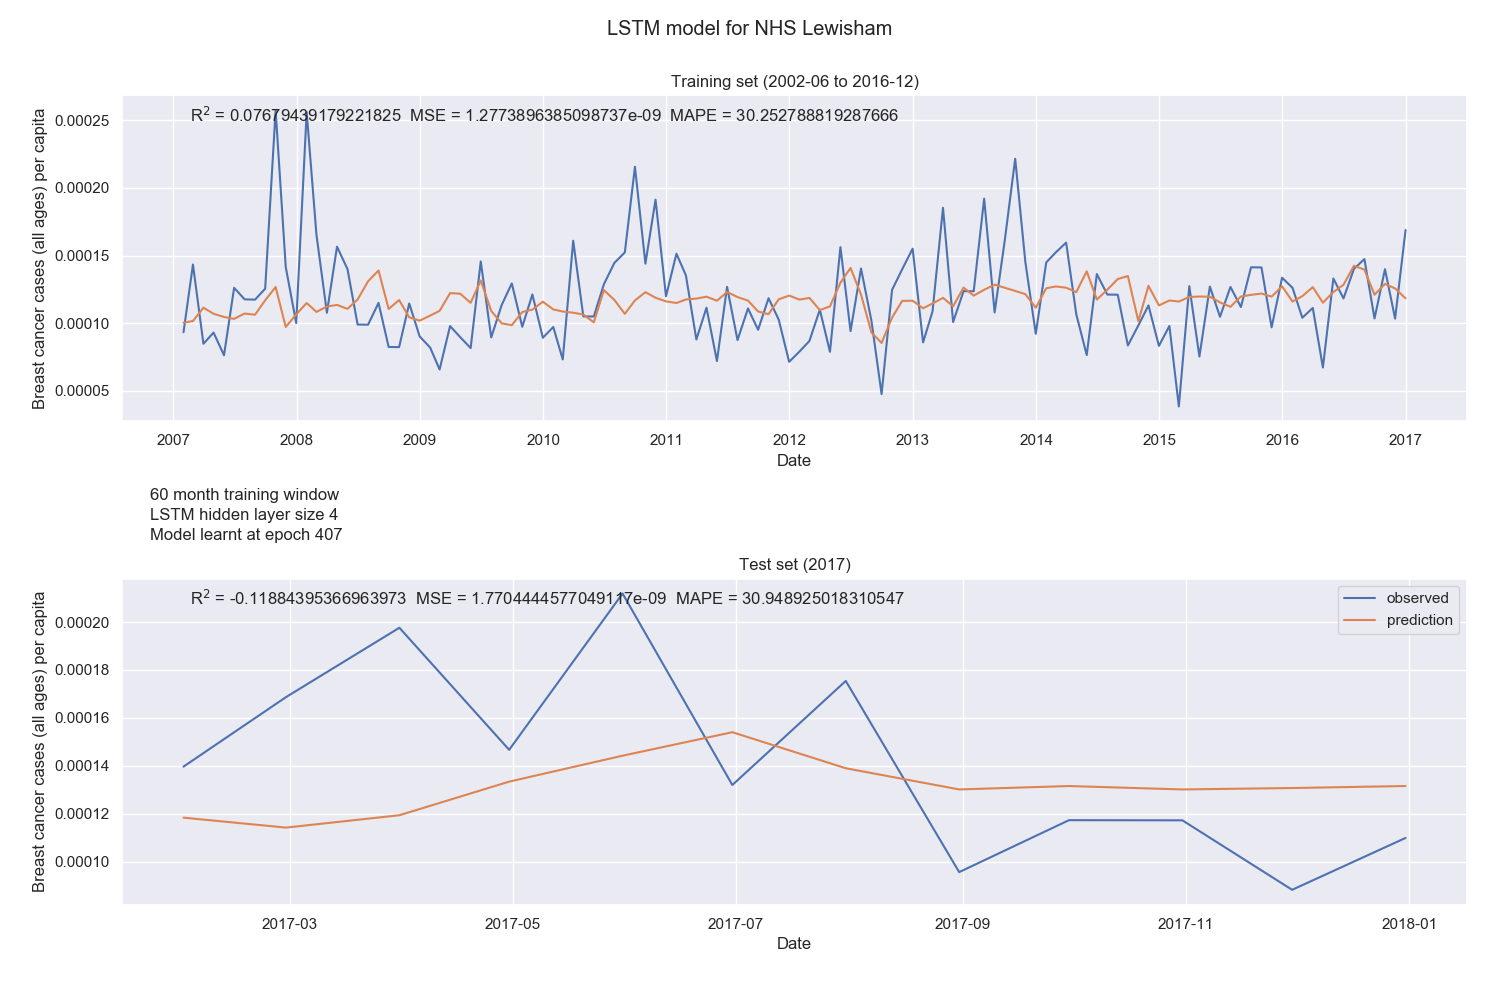 LSTM model for NHS Lewisham
Training set (2002-06 to 2016-12)
R² = 0.07679439179221825 MSE = 1.2773896385098737e-09 MAPE = 30.252788819287666
Breast cancer cases (all ages) per capita
0.00025
0.00020
0.00015
0.00010
0.00005
2007 2008 2009 2010 2011 2012 2013 2014 2015 2016 2017
Date
60 month training window
LSTM hidden layer size 4
Model learnt at epoch 407
Test set (2017)
R² = -0.11884395366963973 MSE = 1.7704444577049117e-09 MAPE = 30.948925018310547
observed
prediction
Breast cancer cases (all ages) per capita
0.00020
0.00018
0.00016
0.00014
0.00012
0.00010
2017-03 2017-05 2017-07 2017-09 2017-11 2018-01
Date